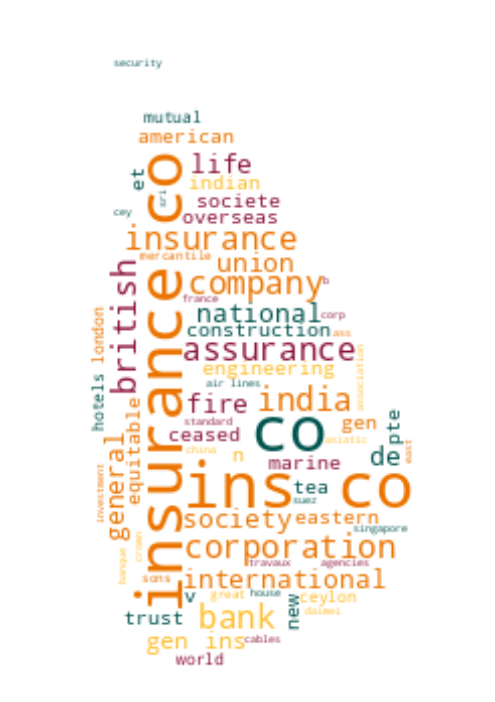 security
mutual
american
life
et
indian
sri
societe
cey
overseas
insurance
mercantile
union
company
b
france
national
corp
construction
ass
london
british
assurance
association
engineering
air lines
hotels
fire
india
standard
gen
pte
ceased
co
asiatic
equitable
china
n
de
east
marine
general
investment
ins co
tea
suez
insurance co
society
eastern
singapore
corporation
crown
banque
travaux
agencies
sons
international
v
great
house
new
ceylon
daimei
trust
bank
gen ins
cables
world